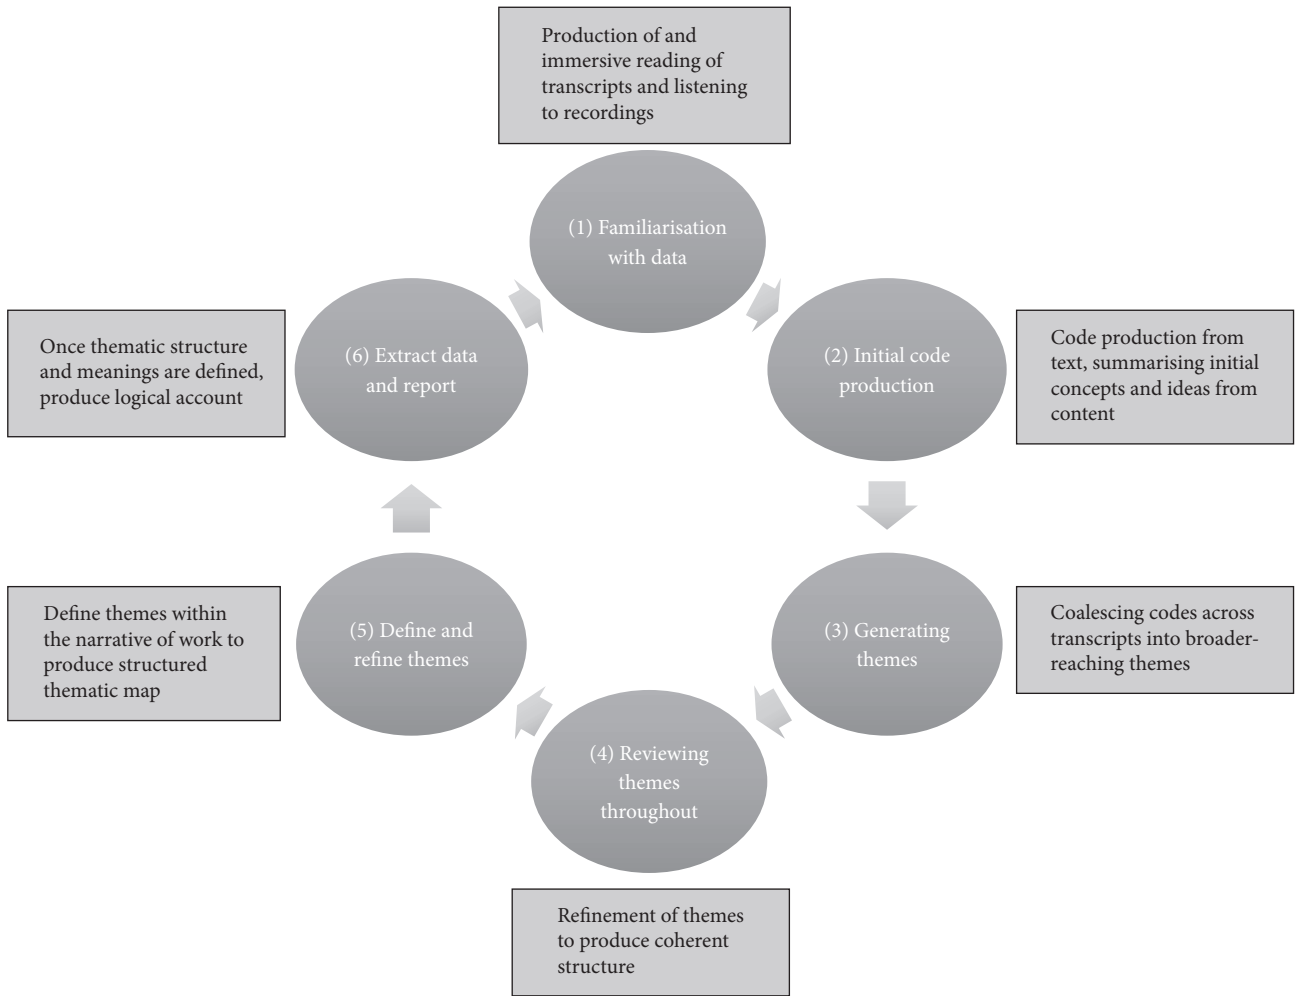 Production of and
immersive reading of
transcripts and listening
to recordings
(1) Familiarisation
with data
(2) Initial code
production
Code production from
text, summarising initial
concepts and ideas from
content
(3) Generating
themes
Coalescing codes across
transcripts into broader-
reaching themes
(4) Reviewing
themes
throughout
Refinement of themes
to produce coherent
structure
(5) Define and
refine themes
Define themes within
the narrative of work to
produce structured
thematic map
(6) Extract data
and report
Once thematic structure
and meanings are defined,
produce logical account